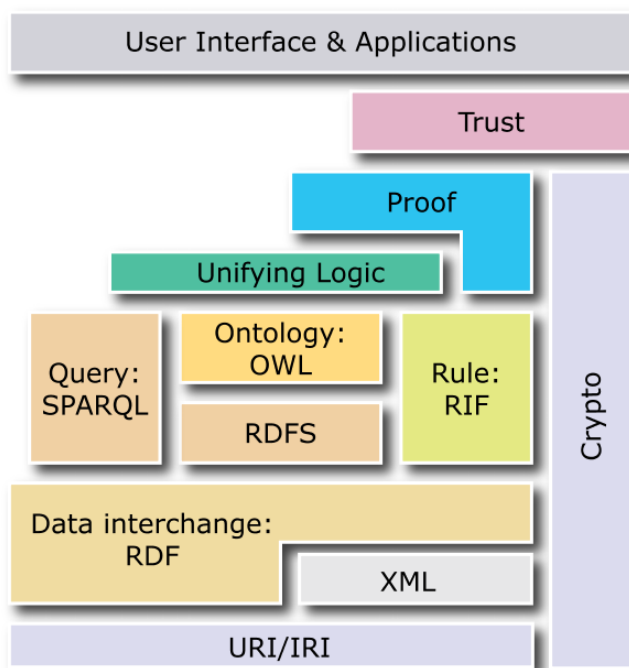 User Interface & Applications
Trust
Proof
Unifying Logic
Ontology:
OWL
Query:
SPARQL
Rule:
RIF
RDFS
Crypto
Data interchange:
RDF
XML
URI/IRI